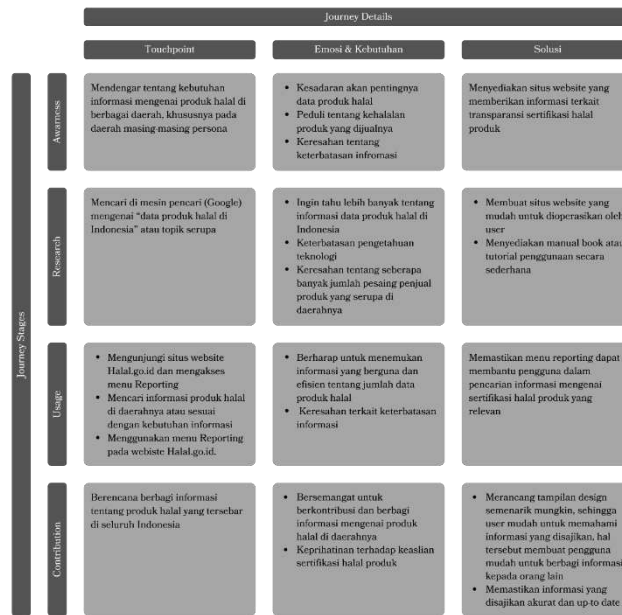 Journey Details
Touchpoint
Emosi & Kebutuhan
Solusi
Journey Stages
Awarness
Mendengar tentang kebutuhan
informasi mengenai produk halal di
berbagai daerah, khususnya pada
daerah masing-masing persona
• Kesadaran akan pentingnya
data produk halal
• Peduli tentang kehalalan
produk yang dijualnya
• Keresahan tentang
keterbatasan infromasi
Menyediakan situs website yang
memberikan informasi terkait
transparansi sertifikasi halal
produk
Research
Mencari di mesin pencari (Google)
mengenai “data produk halal di
Indonesia” atau topik serupa
• Ingin tahu lebih banyak tentang
informasi data produk halal di
Indonesia
• Keterbatasan pengetahuan
teknologi
• Keresahan tentang seberapa
banyak jumlah pesaing penjual
produk yang serupa di
daerahnya
• Membuat situs website yang
mudah untuk dioperasikan oleh
user
• Menyediakan manual book atau
tutorial penggunaan secara
sederhana
Usage
• Mengunjungi situs website
Halal.go.id dan mengakses
menu Reporting
• Mencari informasi produk halal
di daerahnya atau sesuai
dengan kebutuhan informasi
• Menggunakan menu Reporting
pada webiste Halal.go.id.
• Berharap untuk menemukan
informasi yang berguna dan
efisien tentang jumlah data
produk halal
• Keresahan terkait keterbatasan
informasi
Memastikan menu reporting dapat
membantu pengguna dalam
pencarian informasi mengenai
sertifikasi halal produk yang
relevan
Contribution
Berencana berbagi informasi
tentang produk halal yang tersebar
di seluruh Indonesia
• Bersemangat untuk
berkontribusi dan berbagi
informasi mengenai produk
halal di daerahnya
• Keprihatinan terhadap keaslian
sertifikasi halal produk
• Merancang tampilan design
semenarik mungkin, sehingga
user mudah untuk memahami
informasi yang disajikan, hal
tersebut membuat pengguna
mudah untuk berbagi informasi
kepada orang lain
• Memastikan informasi yang
disajikan akurat dan up-to date